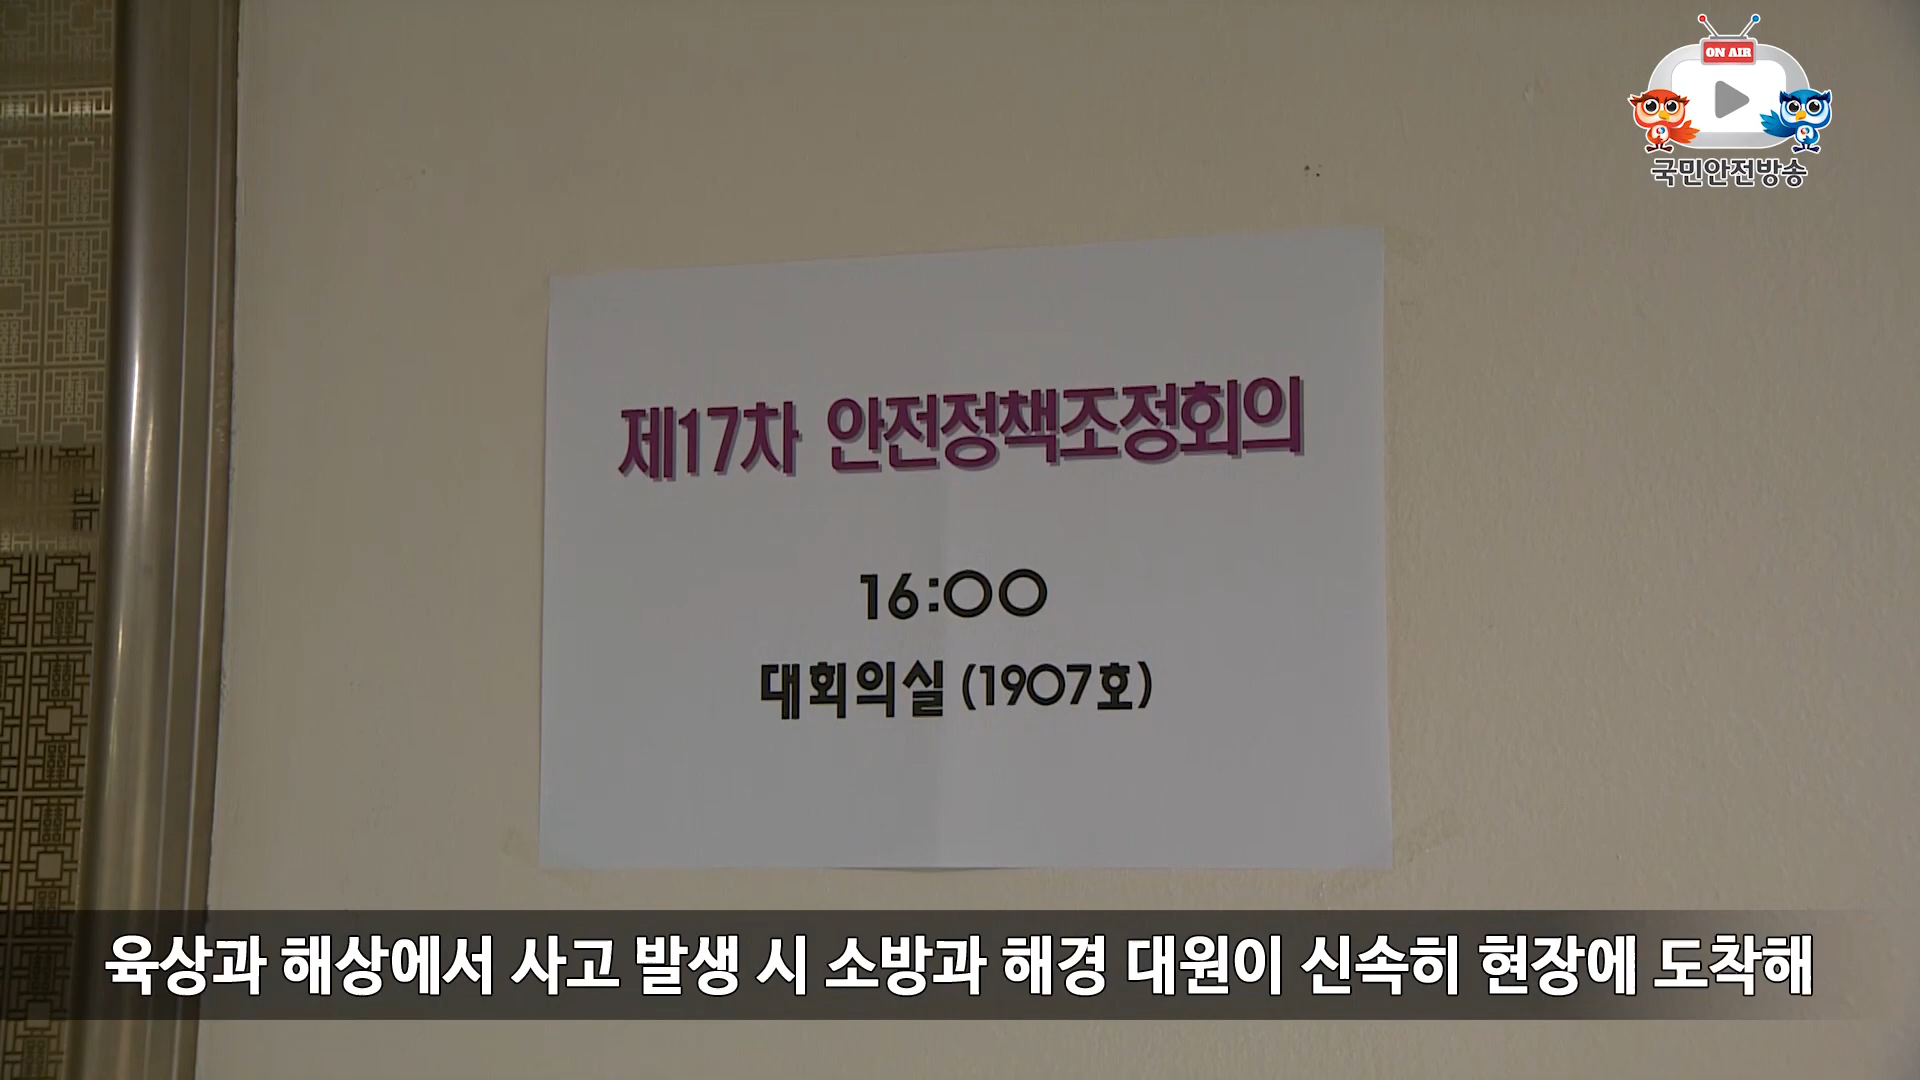 ON AIR
국민안전방송
제17차 안전정책조정회의
16:00
대회의실 (1907호)
육상과 해상에서 사고 발생 시 소방과 해경 대원이 신속히 현장에 도착해